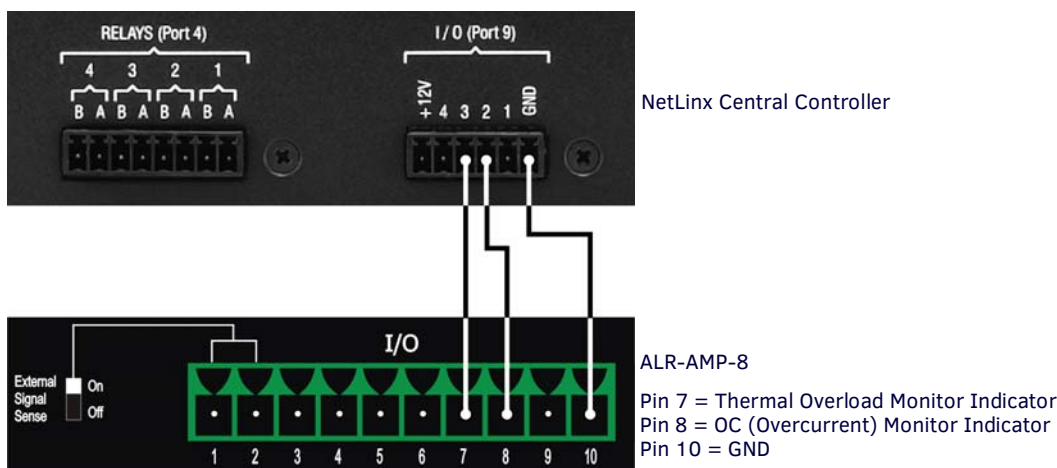 RELAYS (Port 4)
4 3 2 1
B A B A B A B A
I / O (Port 9)
+12V 4 3 2 1 GND
NetLinx Central Controller
I/O
External
Signal
Sense
On
Off
1 2 3 4 5 6 7 8 9 10
ALR-AMP-8
Pin 7 = Thermal Overload Monitor Indicator
Pin 8 = OC (Overcurrent) Monitor Indicator
Pin 10 = GND